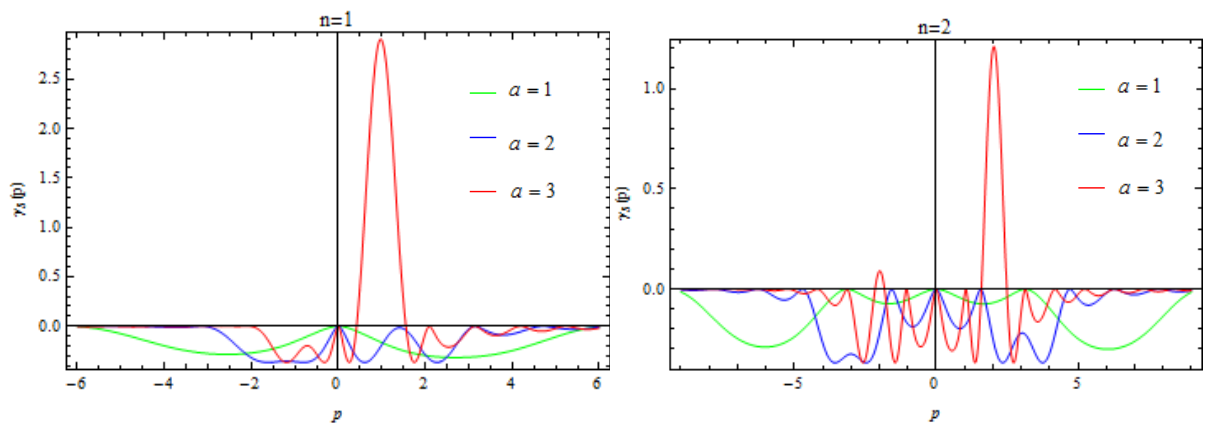 n=1
2.5
2.0
1.5
1.0
0.5
0.0
γs(p)
a = 1
a = 2
a = 3
−6
−4
−2
0
2
4
6
p
n=2
1.0
0.5
0.0
γs(p)
a = 1
a = 2
a = 3
−5
0
5
p